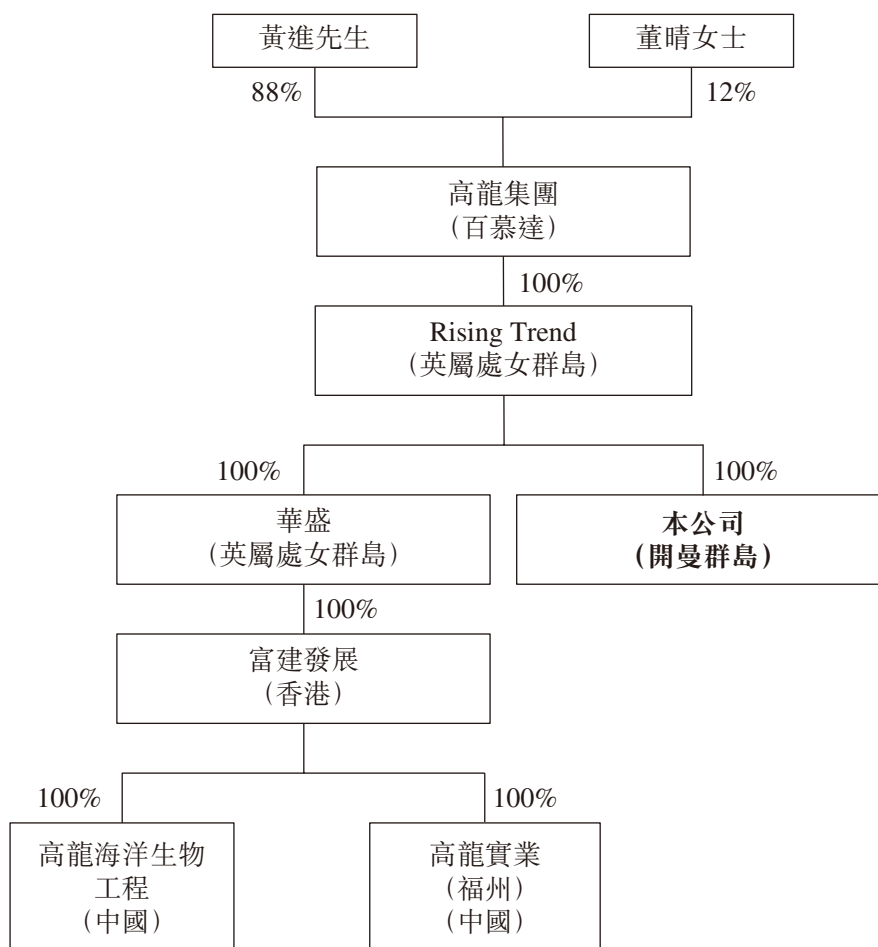 黃進先生
董晴女士
88%
12%
高龍集團
（百慕達）
100%
Rising Trend
（英屬處女群島）
100%
100%
華盛
（英屬處女群島）
本公司
（開曼群島）
100%
富建發展
（香港）
100%
100%
高龍海洋生物
工程
（中國）
高龍實業
（福州）
（中國）